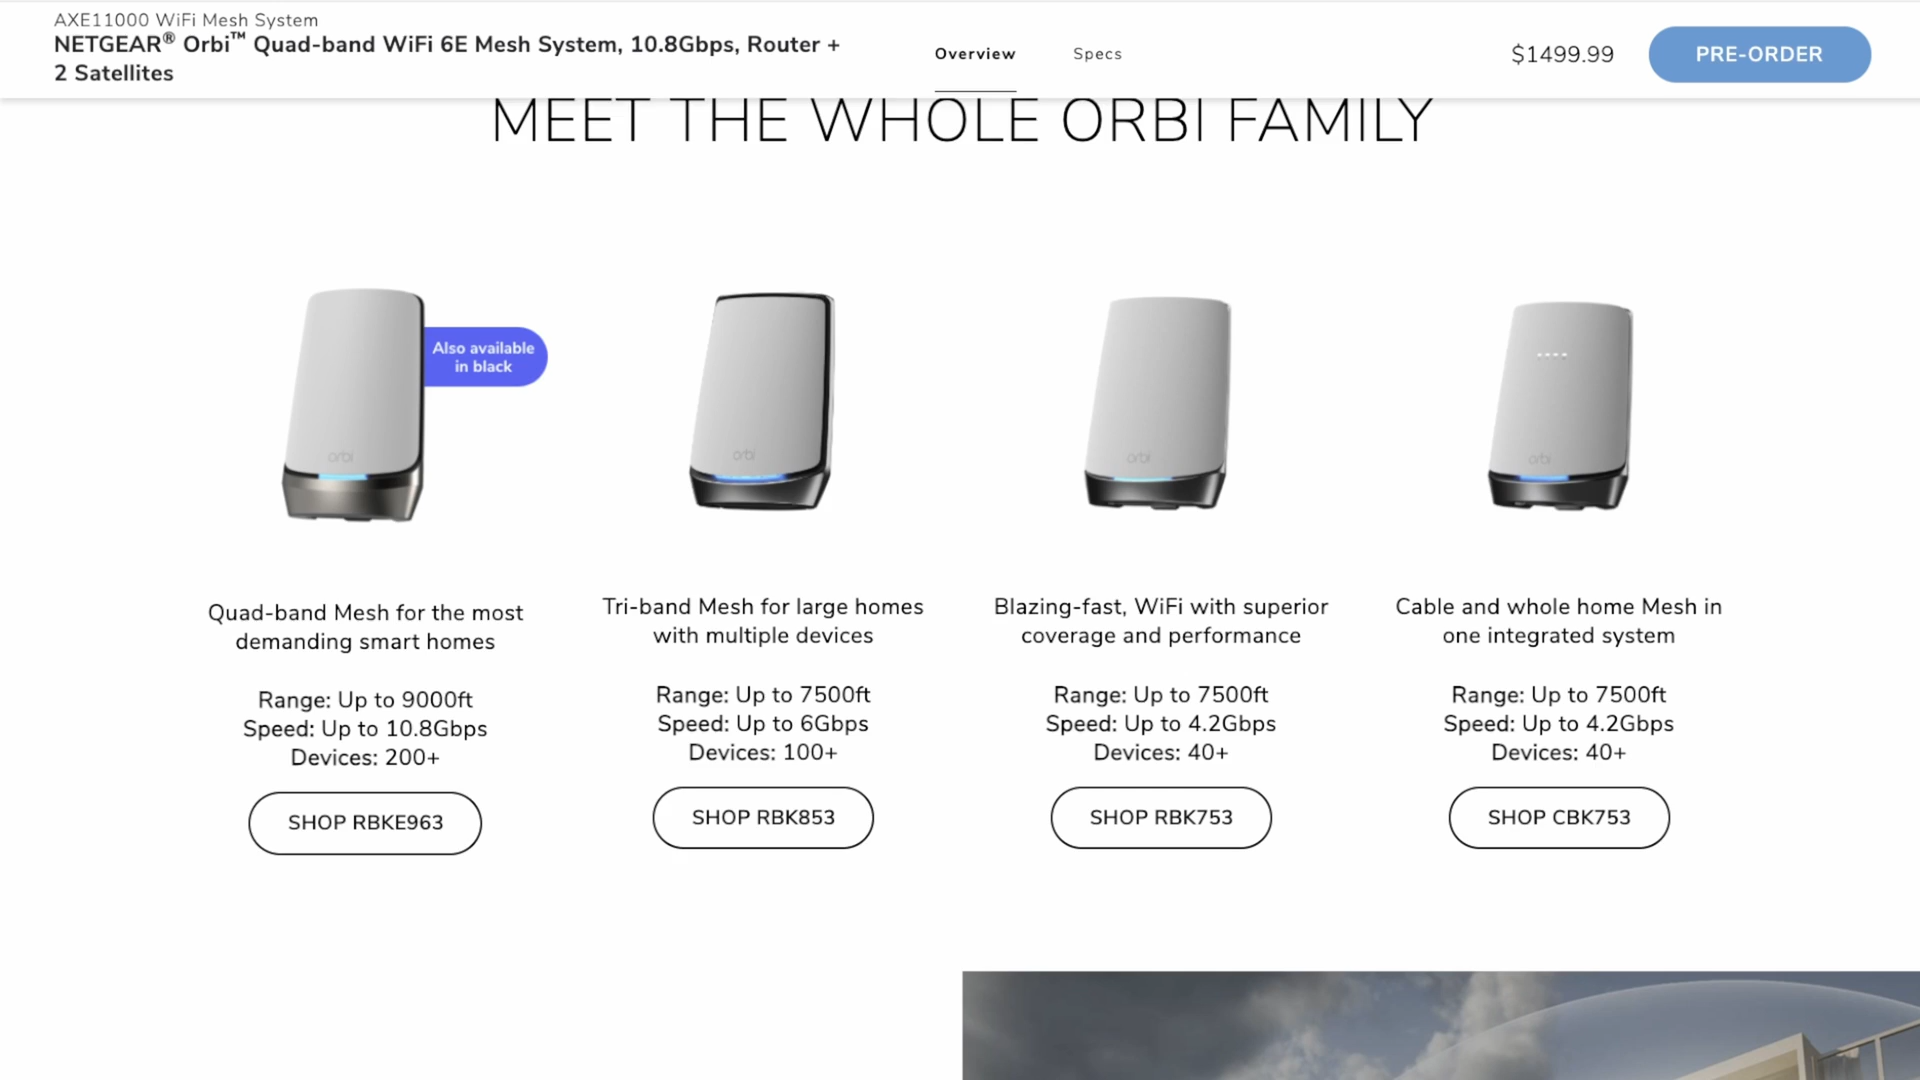 AXE11000 WiFi Mesh System
NETGEAR® Orbi™ Quad-band WiFi 6E Mesh System, 10.8Gbps, Router +
2 Satellites
Overview
Specs
$1499.99
PRE-ORDER
MEET THE WHOLE ORBI FAMILY
Also available
in black
orbi
orbi
orbi
orbi
Quad-band Mesh for the most
demanding smart homes
Range: Up to 9000ft
Speed: Up to 10.8Gbps
Devices: 200+
SHOP RBKE963
Tri-band Mesh for large homes
with multiple devices
Range: Up to 7500ft
Speed: Up to 6Gbps
Devices: 100+
SHOP RBK853
Blazing-fast, WiFi with superior
coverage and performance
Range: Up to 7500ft
Speed: Up to 4.2Gbps
Devices: 40+
SHOP RBK753
Cable and whole home Mesh in
one integrated system
Range: Up to 7500ft
Speed: Up to 4.2Gbps
Devices: 40+
SHOP CBK753